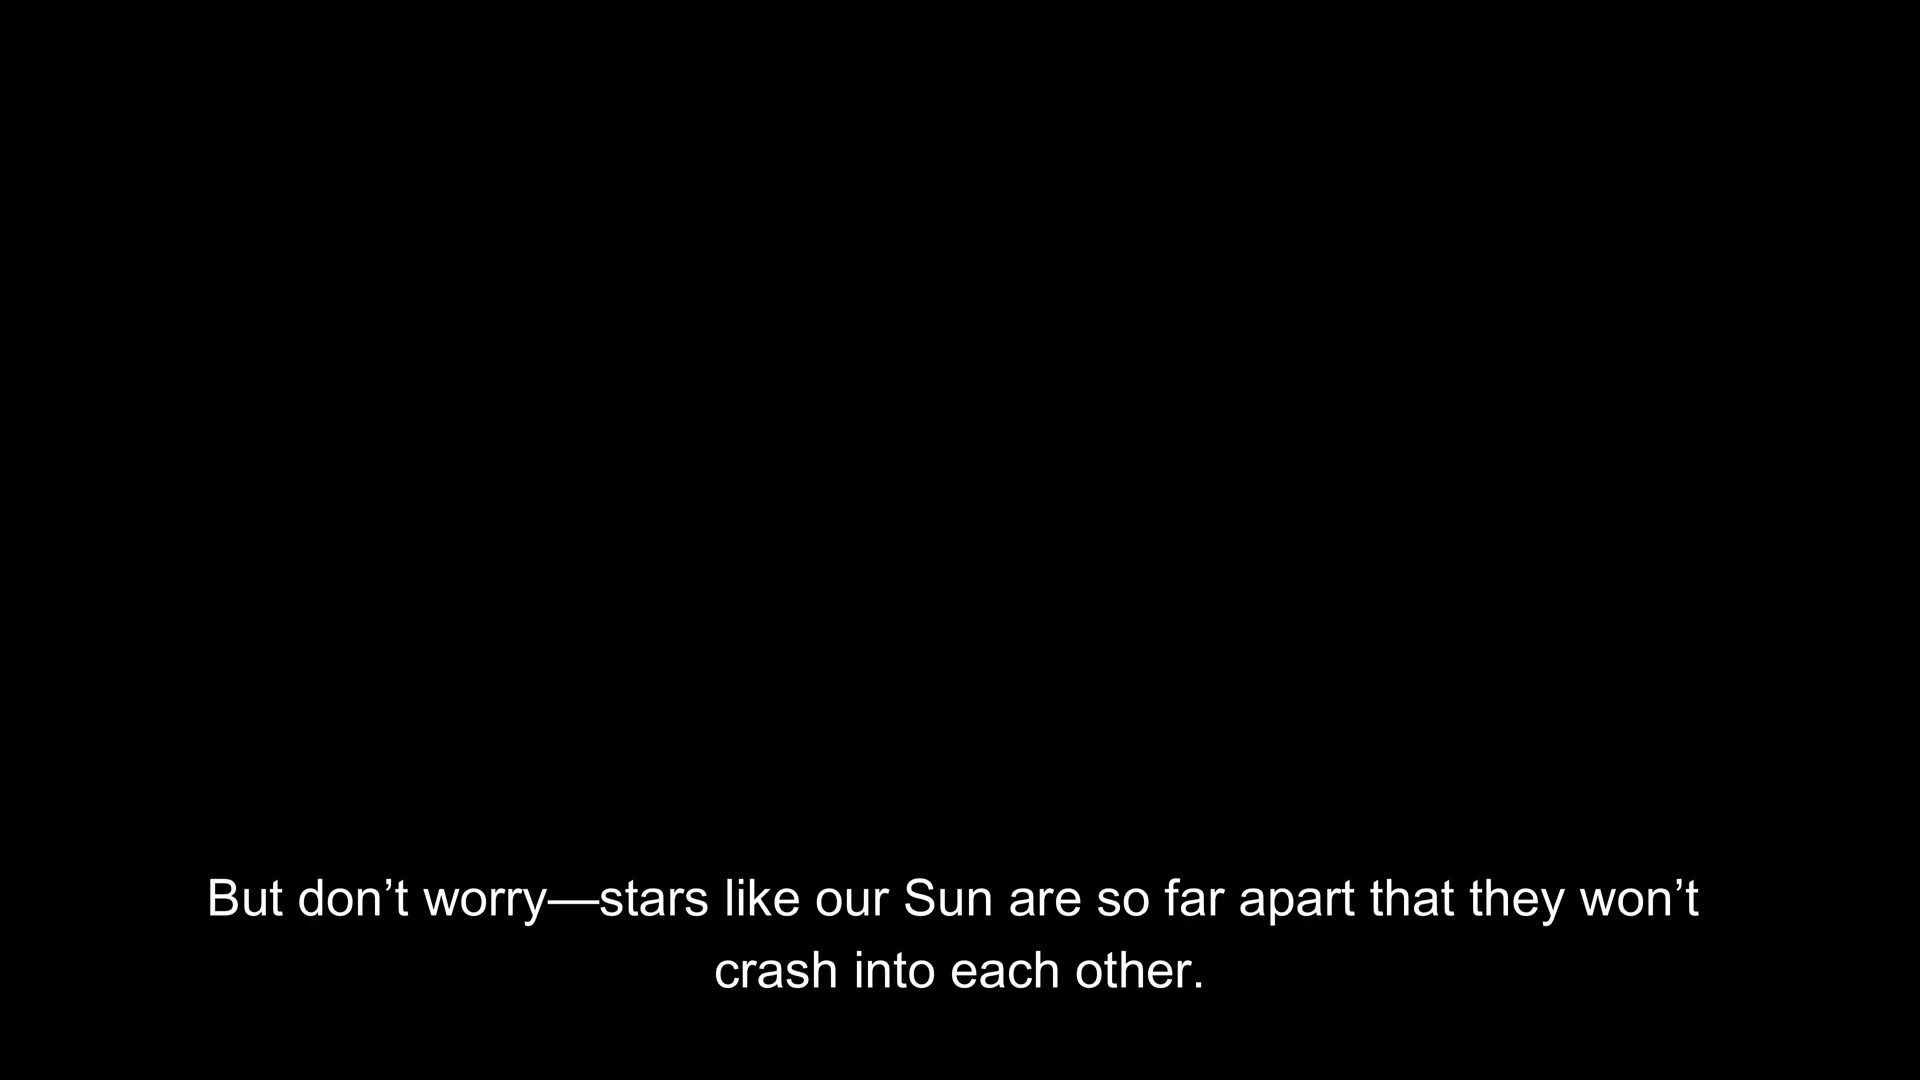 But don’t worry—stars like our Sun are so far apart that they won’t
crash into each other.